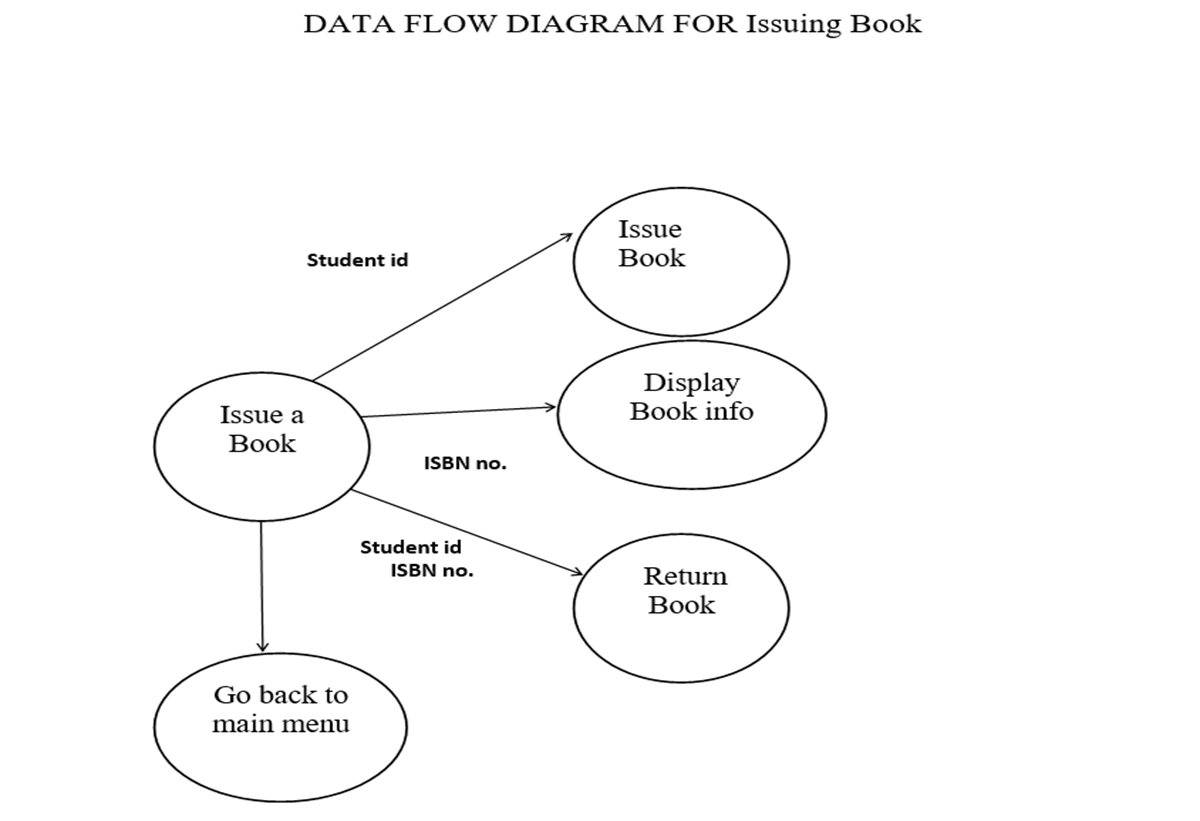 DATA FLOW DIAGRAM FOR Issuing Book
Issue
Book
Student id
Display
Book info
Issue a
Book
ISBN no.
Student id
ISBN no.
Return
Book
Go back to
main menu